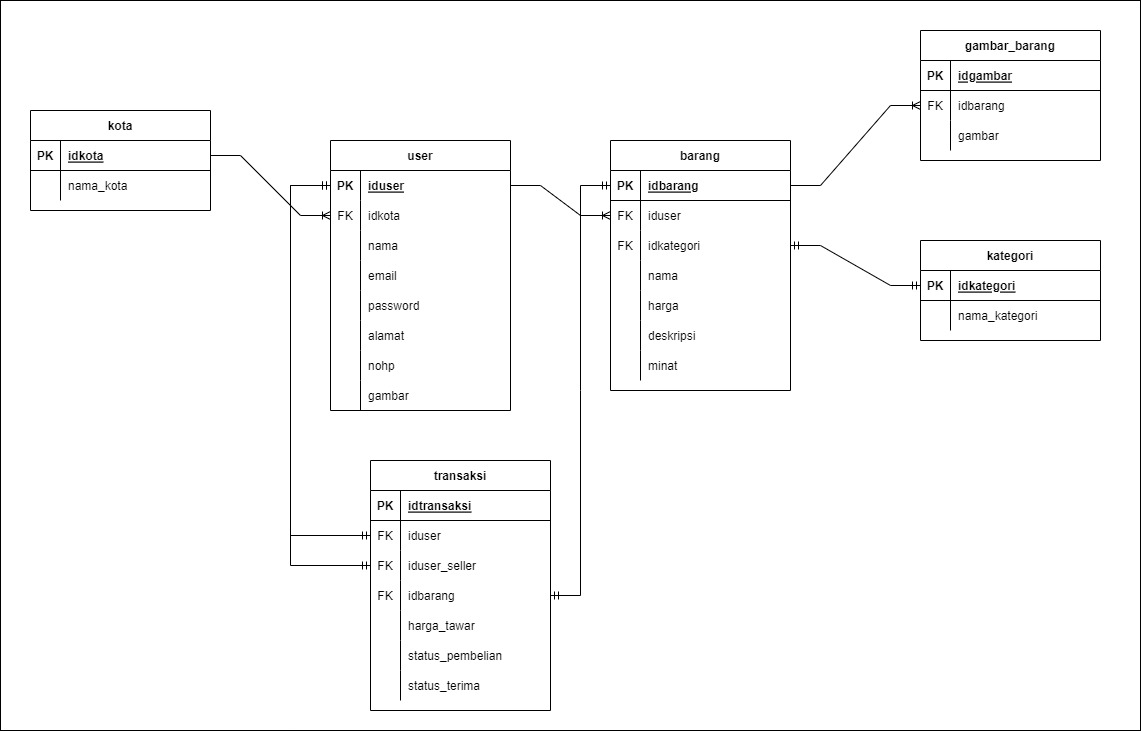 kota
PK idkota
nama_kota
user
PK iduser
FK idkota
nama
email
password
alamat
nohp
gambar
barang
PK idbarang
FK iduser
FK idkategori
nama
harga
deskripsi
minat
gambar_barang
PK idgambar
FK idbarang
gambar
kategori
PK idkategori
nama_kategori
transaksi
PK idtransaksi
FK iduser
FK iduser_seller
FK idbarang
harga_tawar
status_pembelian
status_terima